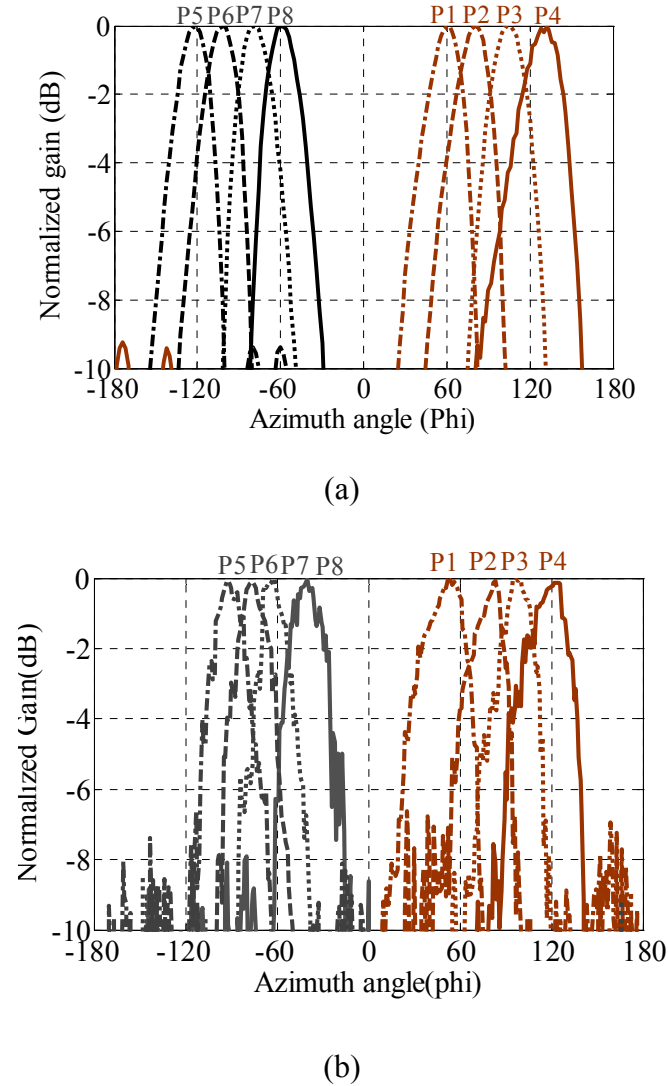 P5 P6 P7 P8 P1 P2 P3 P4
0
-2
-4
-6
-8
-10
Normalized gain (dB)
-180 -120 -60 0 60 120 180
Azimuth angle (Phi)
(a)
P5 P6 P7 P8 P1 P2 P3 P4
0
-2
-4
-6
-8
-10
Normalized Gain(dB)
-180 -120 -60 0 60 120 180
Azimuth angle(phi)
(b)